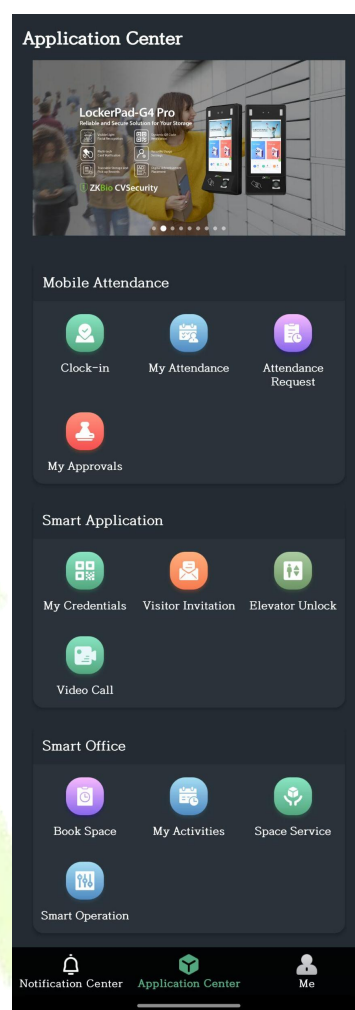 Application Center
LockerPad-G4 Pro
Reliable and Secure Solution for Your Storage
ZKBio CVSecurity
Mobile Attendance
Clock-in
My Attendance
Attendance
Request
My Approvals
Smart Application
My Credentials
Visitor Invitation
Elevator Unlock
Video Call
Smart Office
Book Space
My Activities
Space Service
Smart Operation
Notification Center
Application Center
Me